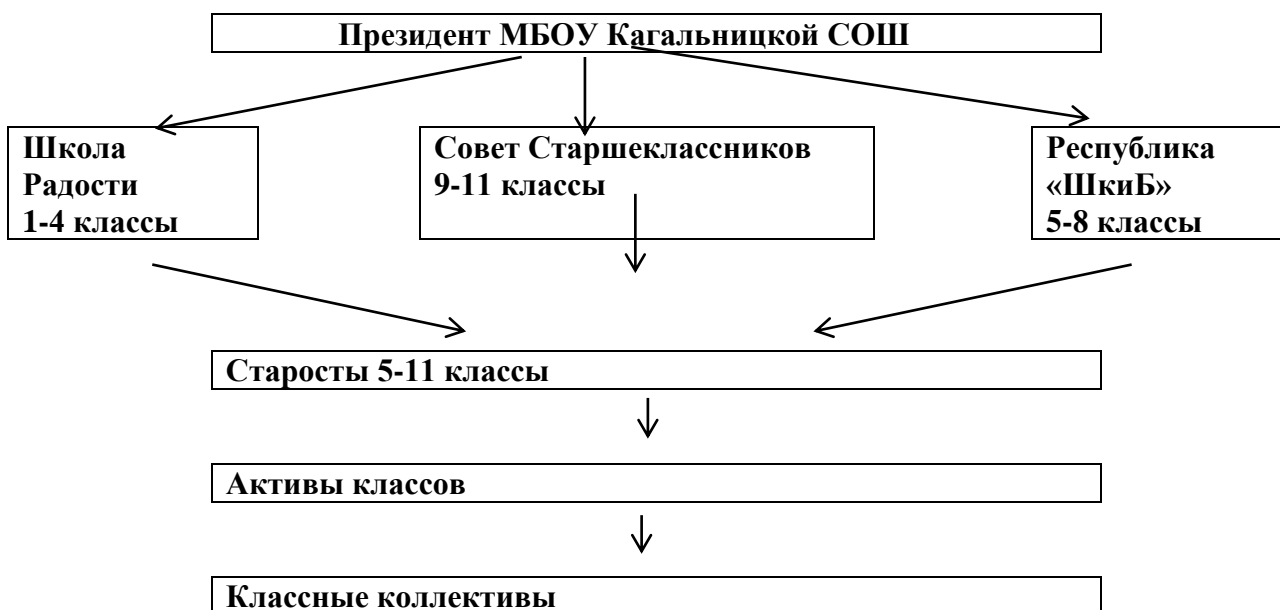 Президент МБОУ Кагальницкой СОШ
Школа
Радости
1-4 классы
Совет Старшеклассников
9-11 классы
Республика
«ШкиБ»
5-8 классы
Старосты 5-11 классы
Активы классов
Классные коллективы